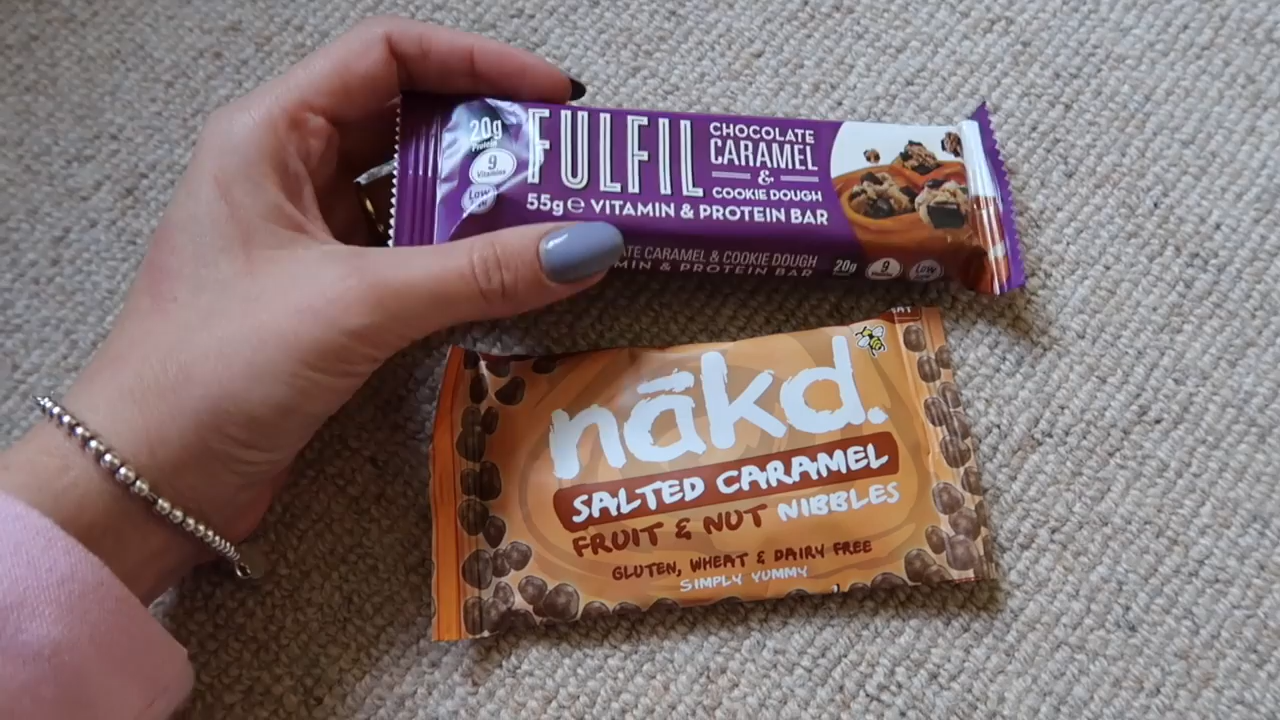 20g
Protein
9
Vitamins
Low
FULFIL
CHOCOLATE
CARAMEL
&
COOKIE DOUGH
55g℮ VITAMIN & PROTEIN BAR
ATE CARAMEL & COOKIE DOUGH
MIN & PROTEIN BAR
20g
9
Low
nākd.
SALTED CARAMEL
FRUIT & NUT NIBBLES
GLUTEN, WHEAT & DAIRY FREE
SIMPLY YUMMY